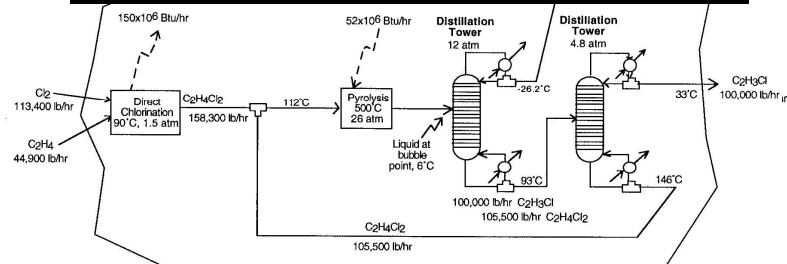 150x10⁶ Btu/hr
52x10⁶ Btu/hr
Distillation
Tower
12 atm
Distillation
Tower
4.8 atm
Cl2
113,400 lb/hr
C2H4
44,900 lb/hr
Direct
Chlorination
90°C, 1.5 atm
C2H4Cl2
158,300 lb/hr
112°C
Pyrolysis
500°C
26 atm
Liquid at
bubble
point, 6°C
-26.2°C
93°C
100,000 lb/hr C2H3Cl
105,500 lb/hr C2H4Cl2
33°C
C2H3Cl
100,000 lb/hr
146°C
C2H4Cl2
105,500 lb/hr